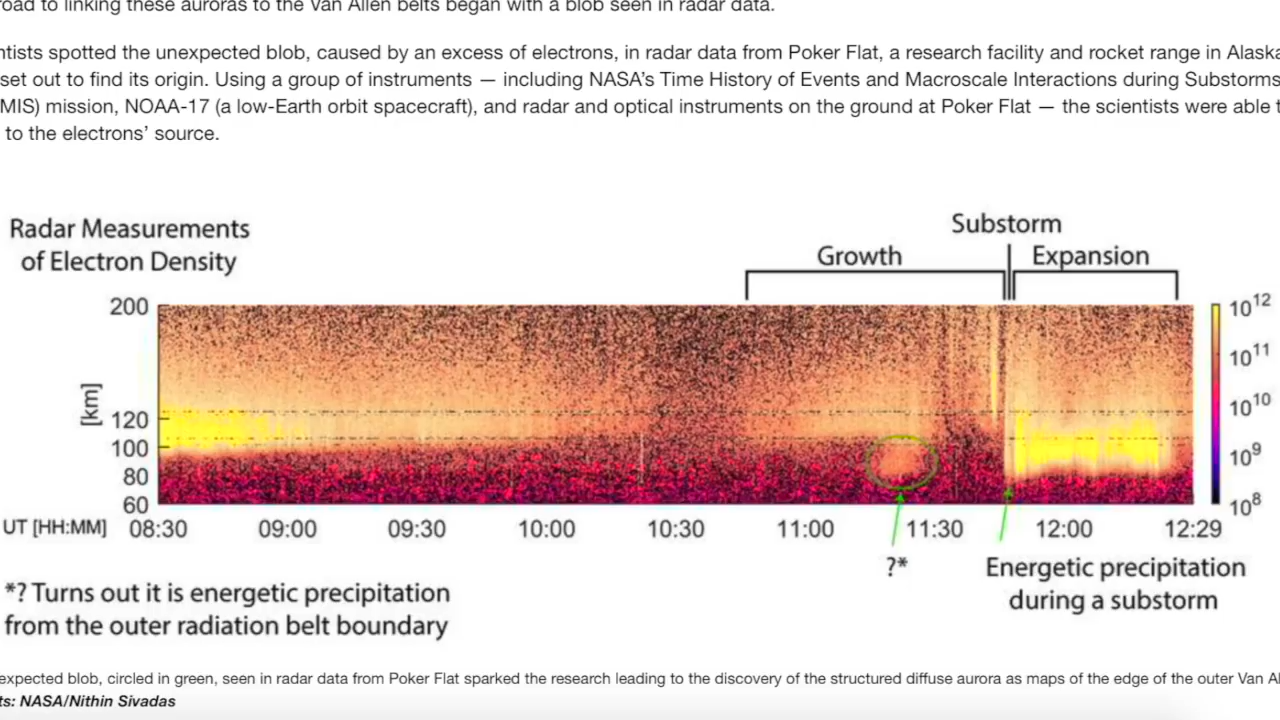 road to linking these auroras to the Van Allen belts began with a blob seen in radar data.
ntists spotted the unexpected blob, caused by an excess of electrons, in radar data from Poker Flat, a research facility and rocket range in Alaska
set out to find its origin. Using a group of instruments — including NASA's Time History of Events and Macroscale Interactions during Substorms
MIS) mission, NOAA-17 (a low-Earth orbit spacecraft), and radar and optical instruments on the ground at Poker Flat — the scientists were able t
to the electrons' source.
Radar Measurements
of Electron Density
Substorm
Growth
Expansion
200
120
100
80
60
[km]
10¹²
10¹¹
10¹⁰
10⁹
10⁸
UT [HH:MM] 08:30 09:00 09:30 10:00 10:30 11:00 11:30 12:00 12:29
?*
Energetic precipitation
during a substorm
*? Turns out it is energetic precipitation
from the outer radiation belt boundary
expected blob, circled in green, seen in radar data from Poker Flat sparked the research leading to the discovery of the structured diffuse aurora as maps of the edge of the outer Van Al
ts: NASA/Nithin Sivadas